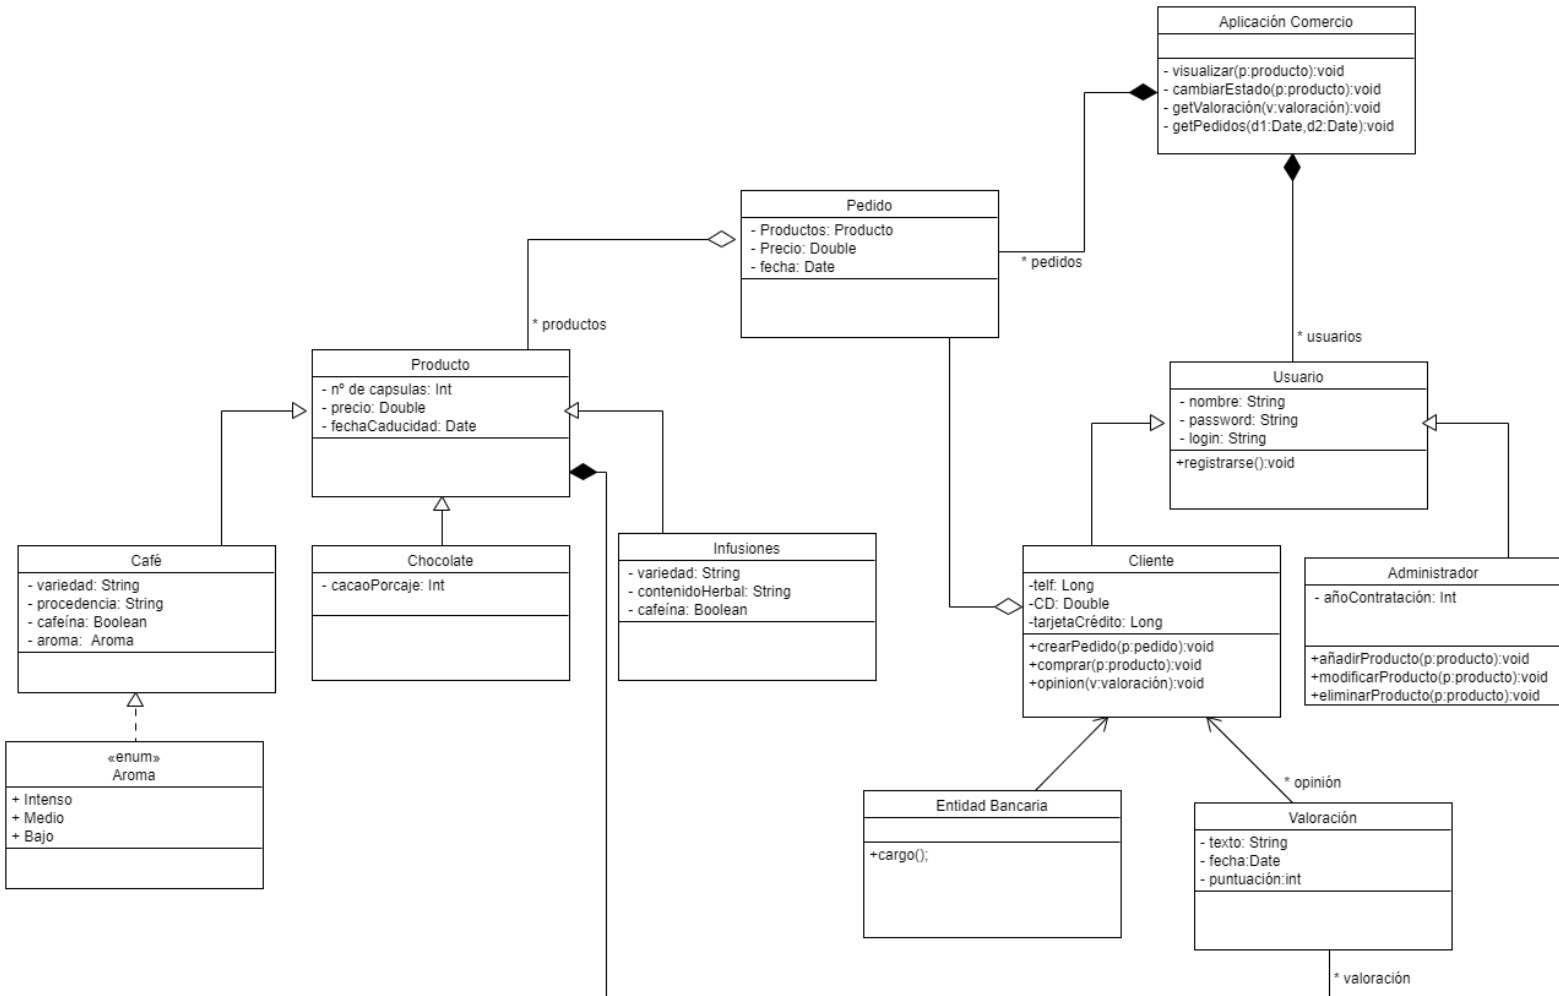 Aplicación Comercio
- visualizar(p:producto):void
- cambiarEstado(p:producto):void
- getValoración(v:valoración):void
- getPedidos(d1:Date,d2:Date):void
Pedido
- Productos: Producto
- Precio: Double
- fecha: Date
* pedidos
* productos
* usuarios
Producto
- nº de capsulas: Int
- precio: Double
- fechaCaducidad: Date
Usuario
- nombre: String
- password: String
- login: String
+registrarse():void
Café
- variedad: String
- procedencia: String
- cafeína: Boolean
- aroma: Aroma
Chocolate
- cacaoPorcaje: Int
Infusiones
- variedad: String
- contenidoHerbal: String
- cafeína: Boolean
Cliente
-telf: Long
-CD: Double
-tarjetaCrédito: Long
+crearPedido(p:pedido):void
+comprar(p:producto):void
+opinion(v:valoración):void
Administrador
- añoContratación: Int
+añadirProducto(p:producto):void
+modificarProducto(p:producto):void
+eliminarProducto(p:producto):void
«enum»
Aroma
+ Intenso
+ Medio
+ Bajo
Entidad Bancaria
+cargo();
* opinión
Valoración
- texto: String
- fecha:Date
- puntuación:int
* valoración